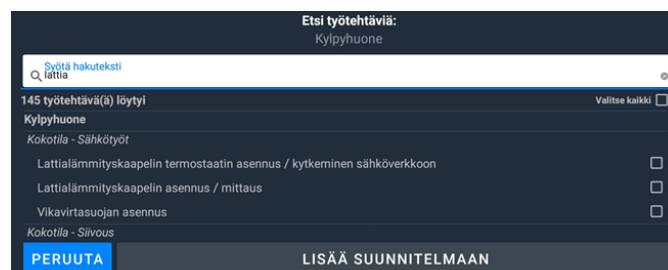 Etsi työtehtäviä:
Kylpyhuone
Syötä hakuteksti
lattia
145 työtehtävä(ä) löytyi
Valitse kaikki
Kylpyhuone
Kokotila - Sähkötyöt
Lattialämmityskaapelin termostaatin asennus / kytkeminen sähköverkkoon
Lattialämmityskaapelin asennus / mittaus
Vikavirtasuojan asennus
Kokotila - Siivous
PERUUTA
LISÄÄ SUUNNITELMAAN